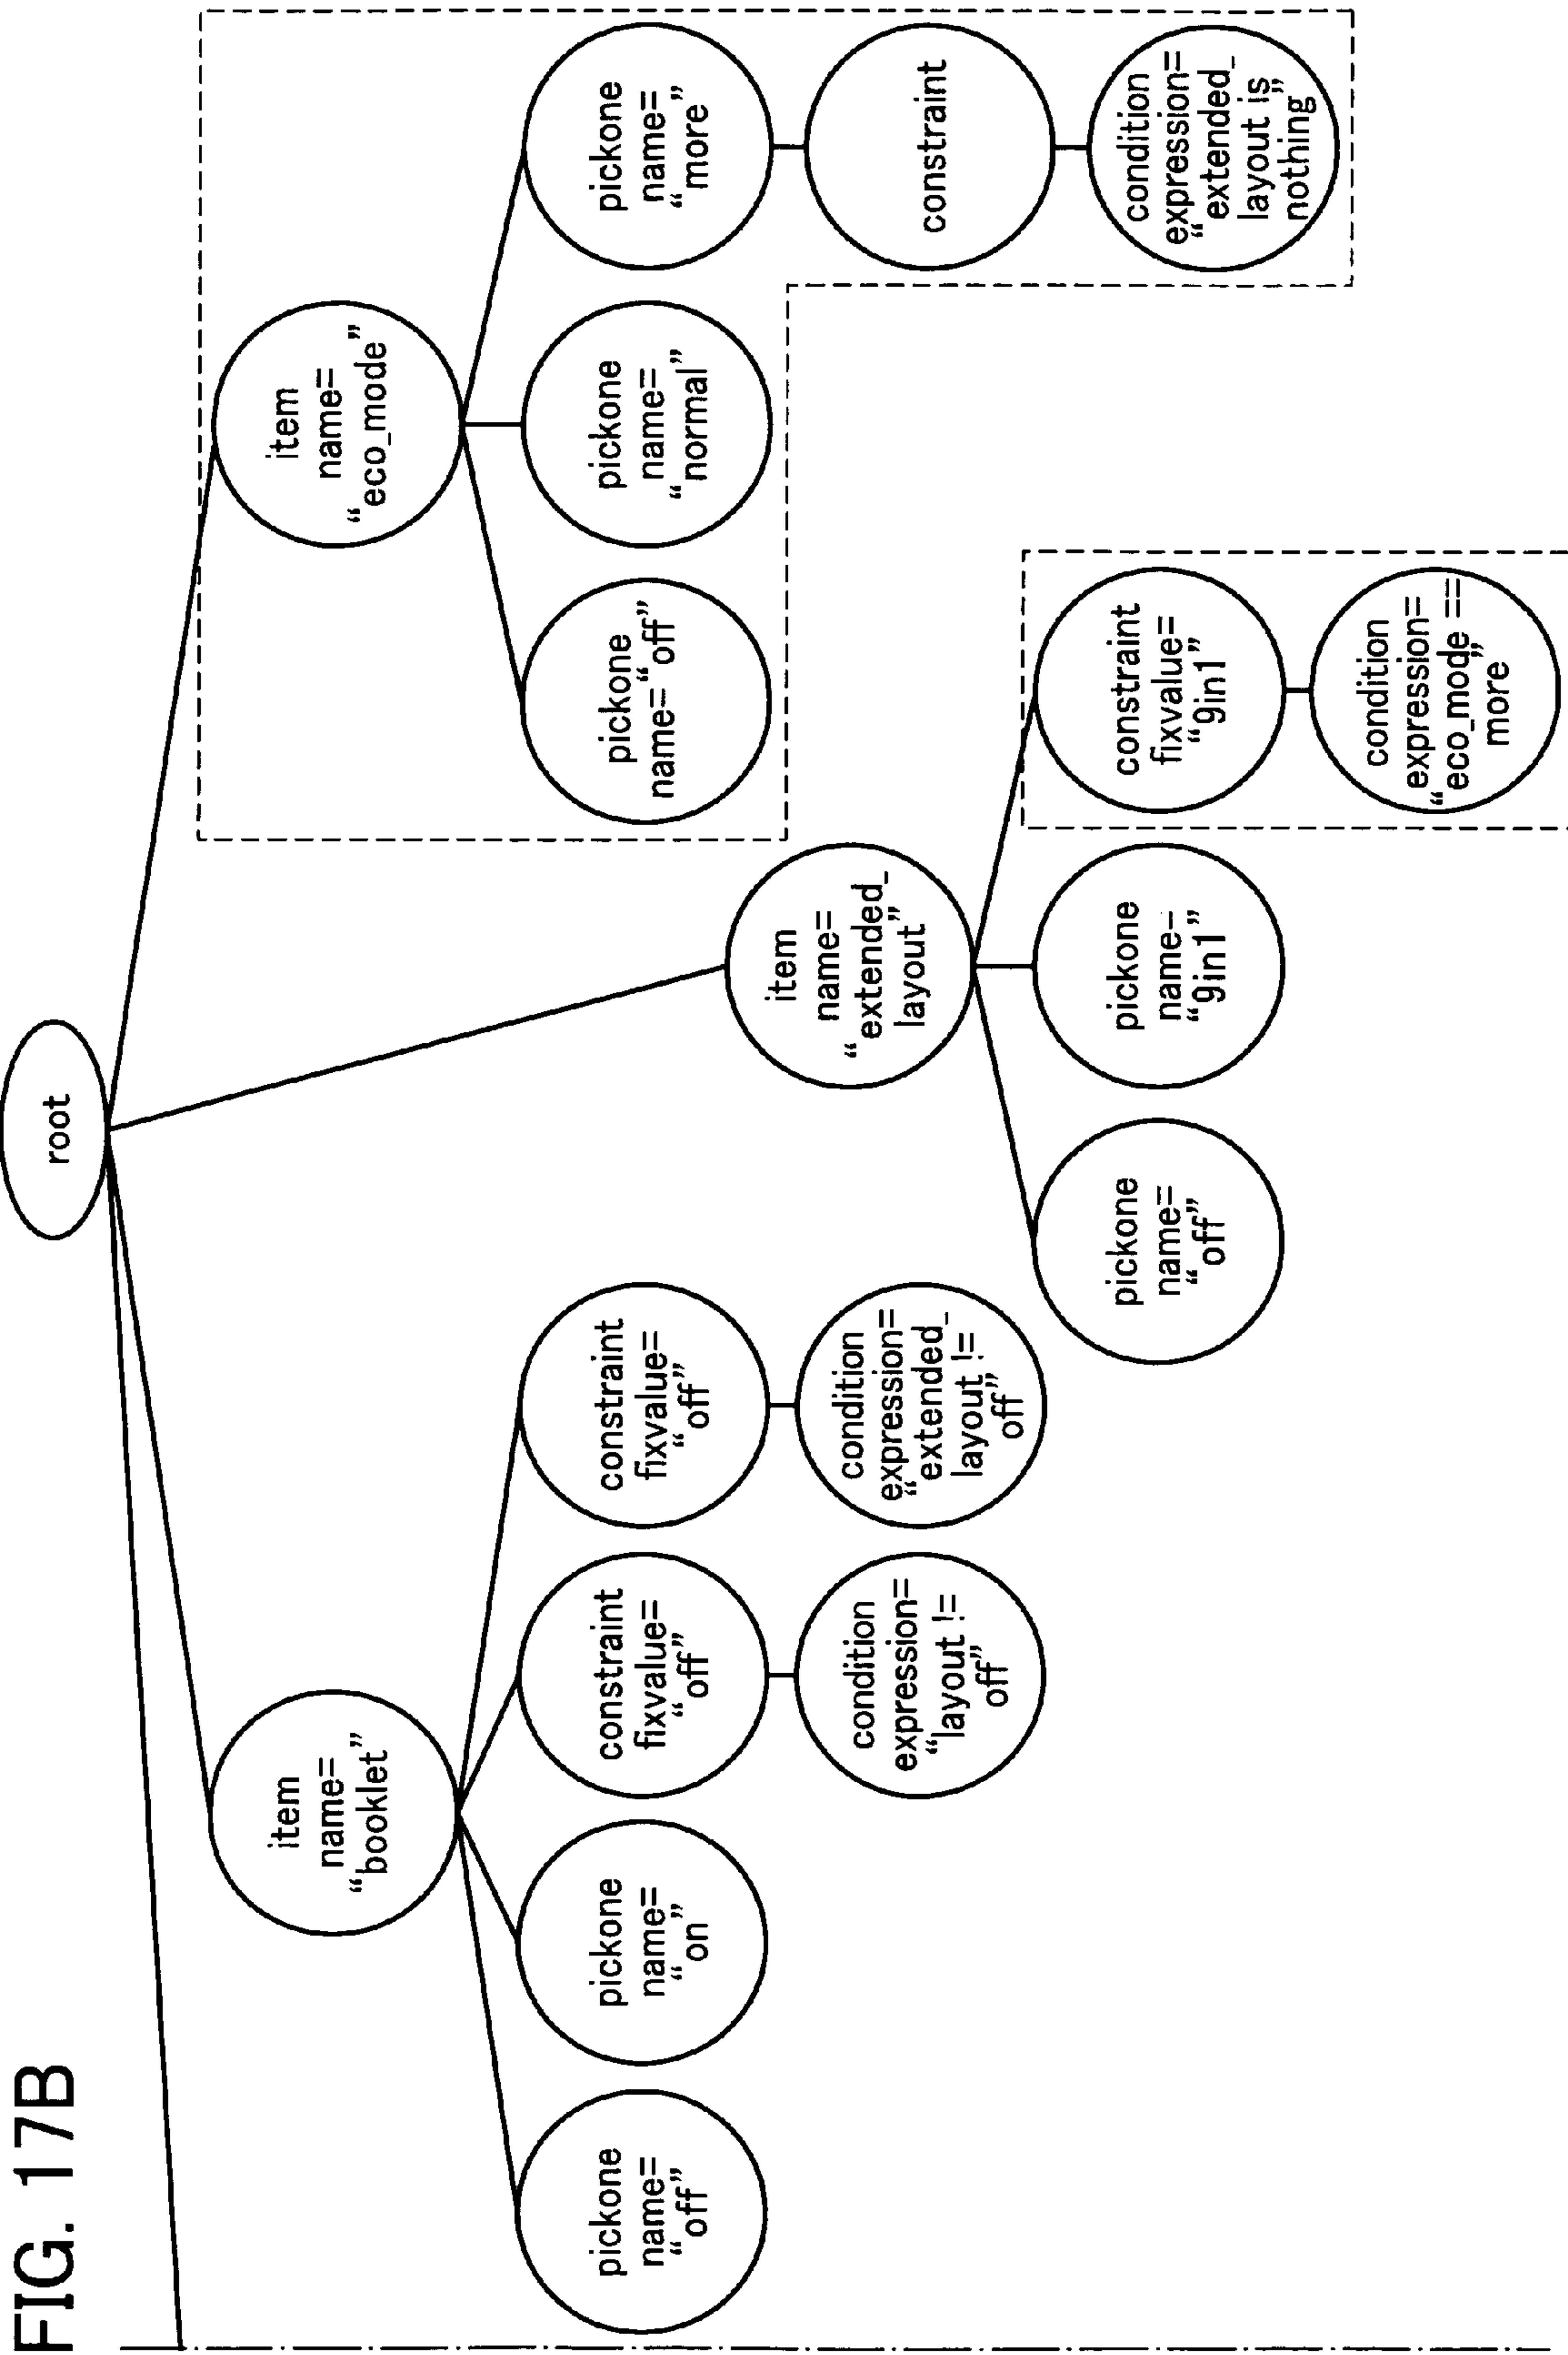 FIG. 17B
root
item
name=
“booklet”
pickone
name=
“off”
pickone
name=
“on”
constraint
fixvalue=
“off”
condition
expression=
“layout !=
off”
constraint
fixvalue=
“off”
condition
expression=
“extended_
layout !=
off”
item
name=
“extended_
layout”
pickone
name=
“off”
pickone
name=
“9in1”
constraint
fixvalue=
“9in1”
condition
expression=
“eco_mode ==
more”
item
name=
“eco_mode”
pickone
name=“off”
pickone
name=
“normal”
pickone
name=
“more”
constraint
condition
expression=
“extended_
layout is
nothing”